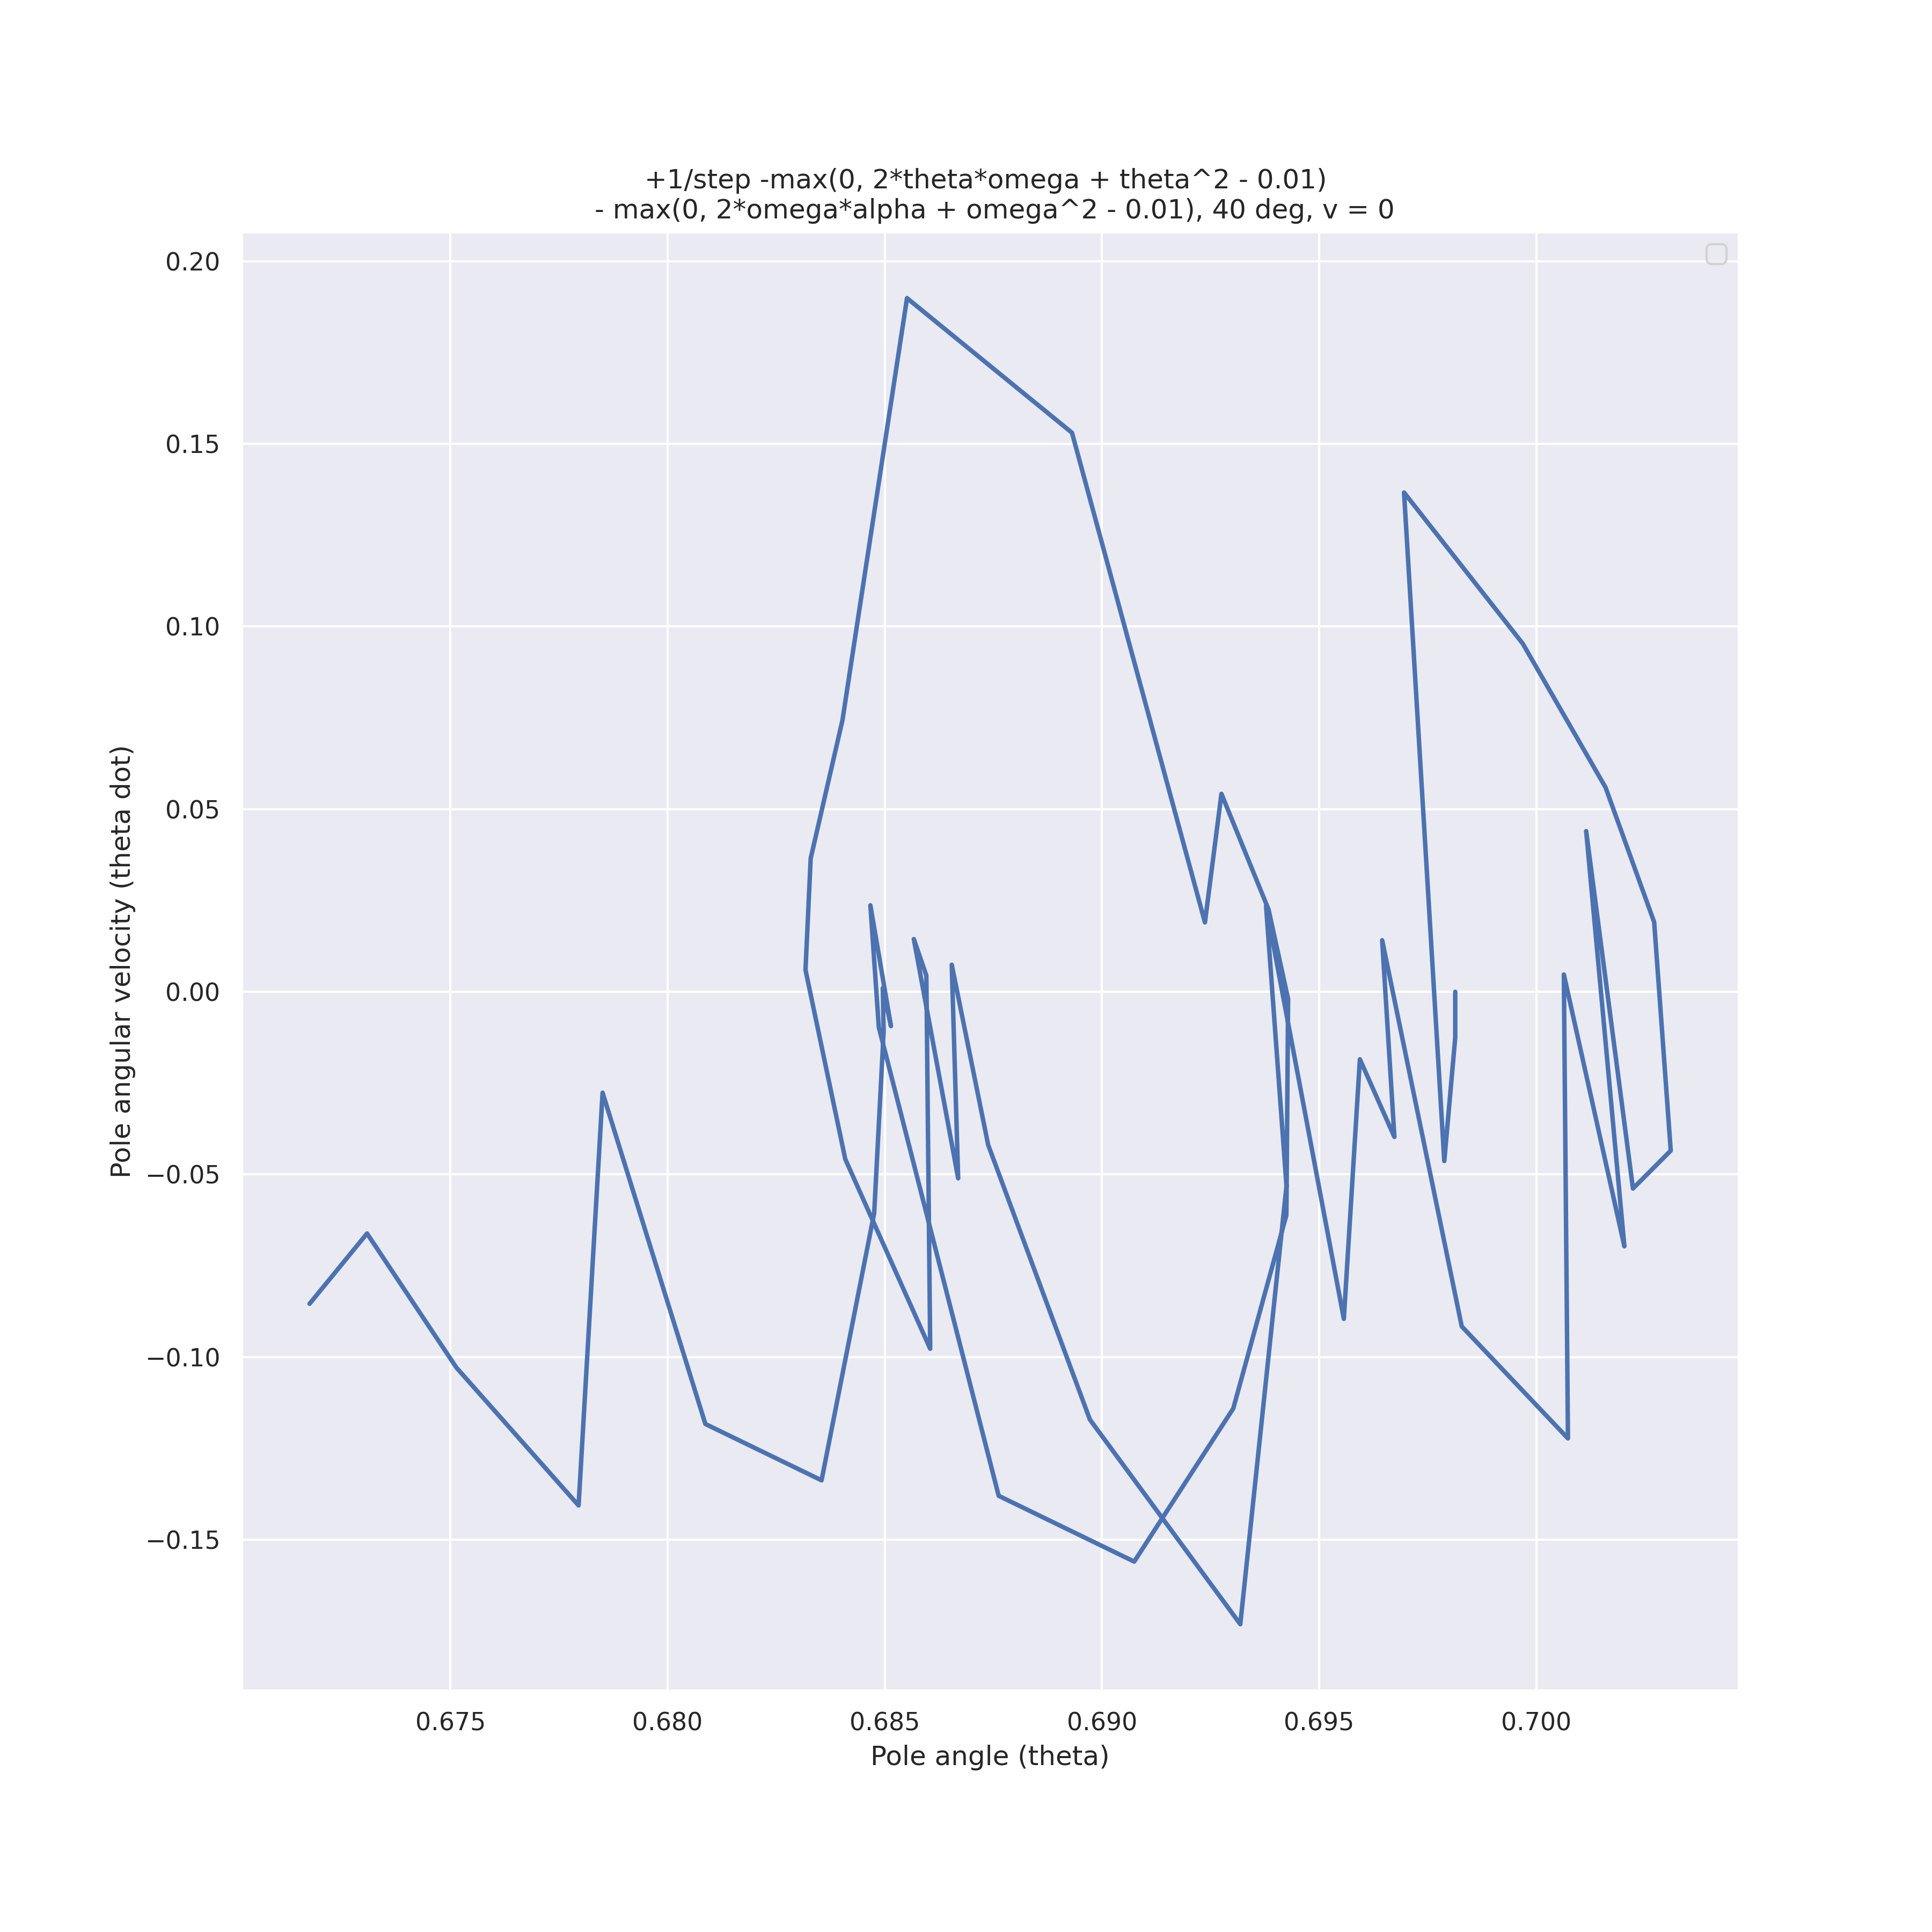 +1/step -max(0, 2*theta*omega + theta^2 - 0.01)
- max(0, 2*omega*alpha + omega^2 - 0.01), 40 deg, v = 0
0.20
0.15
0.10
0.05
0.00
−0.05
−0.10
−0.15
Pole angular velocity (theta dot)
0.675 0.680 0.685 0.690 0.695 0.700
Pole angle (theta)